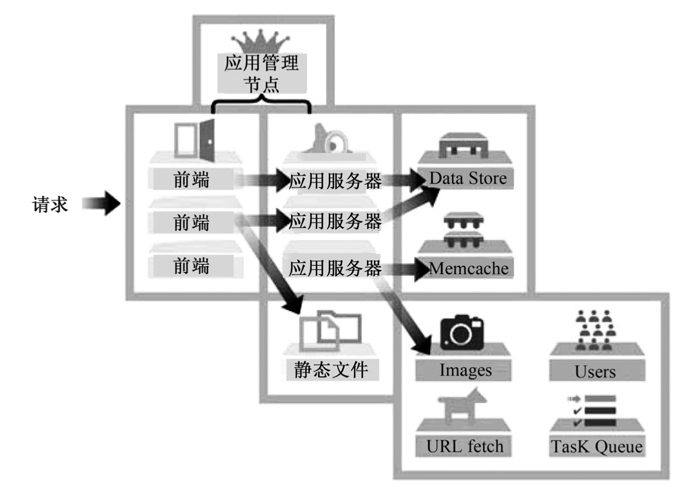 应用管理
节点
请求
前端
前端
前端
应用服务器
应用服务器
应用服务器
Data Store
Memcache
静态文件
Images
Users
URL fetch
TasK Queue